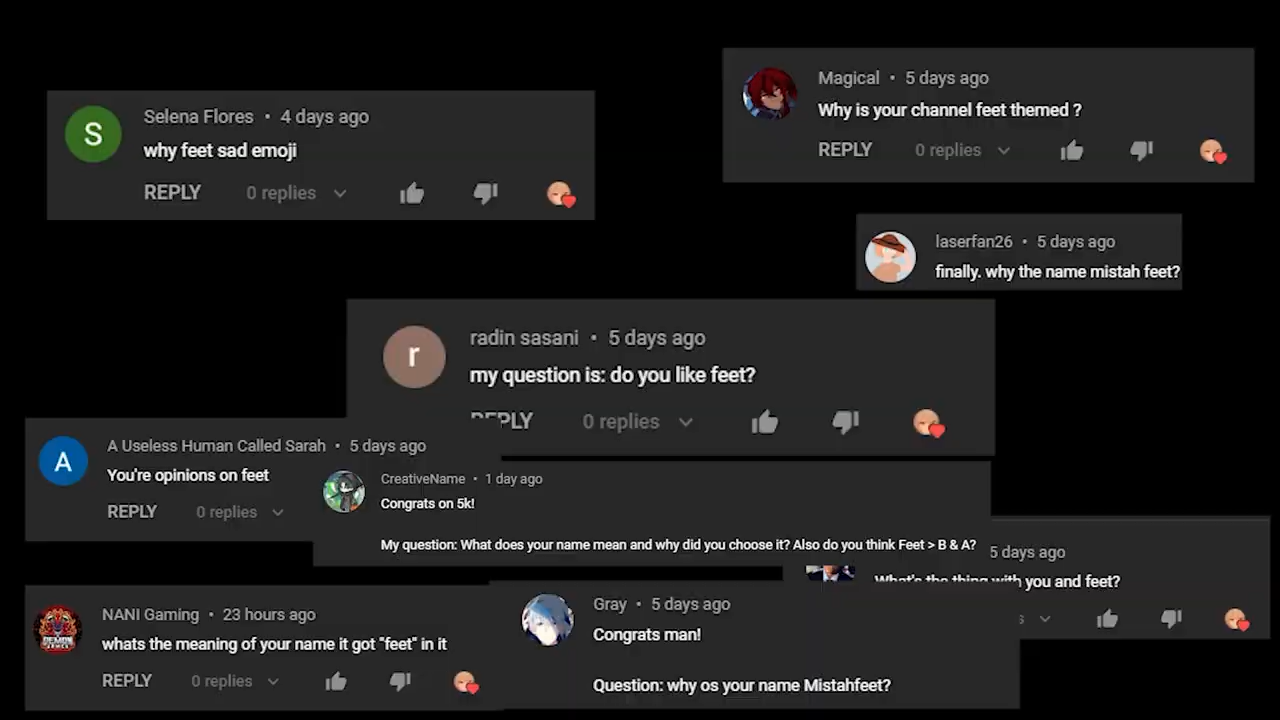 Magical • 5 days ago
Why is your channel feet themed ?
REPLY 0 replies
S
Selena Flores • 4 days ago
why feet sad emoji
REPLY 0 replies
laserfan26 • 5 days ago
finally. why the name mistah feet?
r
radin sasani • 5 days ago
my question is: do you like feet?
REPLY 0 replies
A
A Useless Human Called Sarah • 5 days ago
You're opinions on feet
REPLY 0 replies
CreativeName • 1 day ago
Congrats on 5k!
My question: What does your name mean and why did you choose it? Also do you think Feet > B & A?
5 days ago
What's the thing with you and feet?
NANI Gaming • 23 hours ago
whats the meaning of your name it got "feet" in it
REPLY 0 replies
Gray • 5 days ago
Congrats man!
Question: why os your name Mistahfeet?